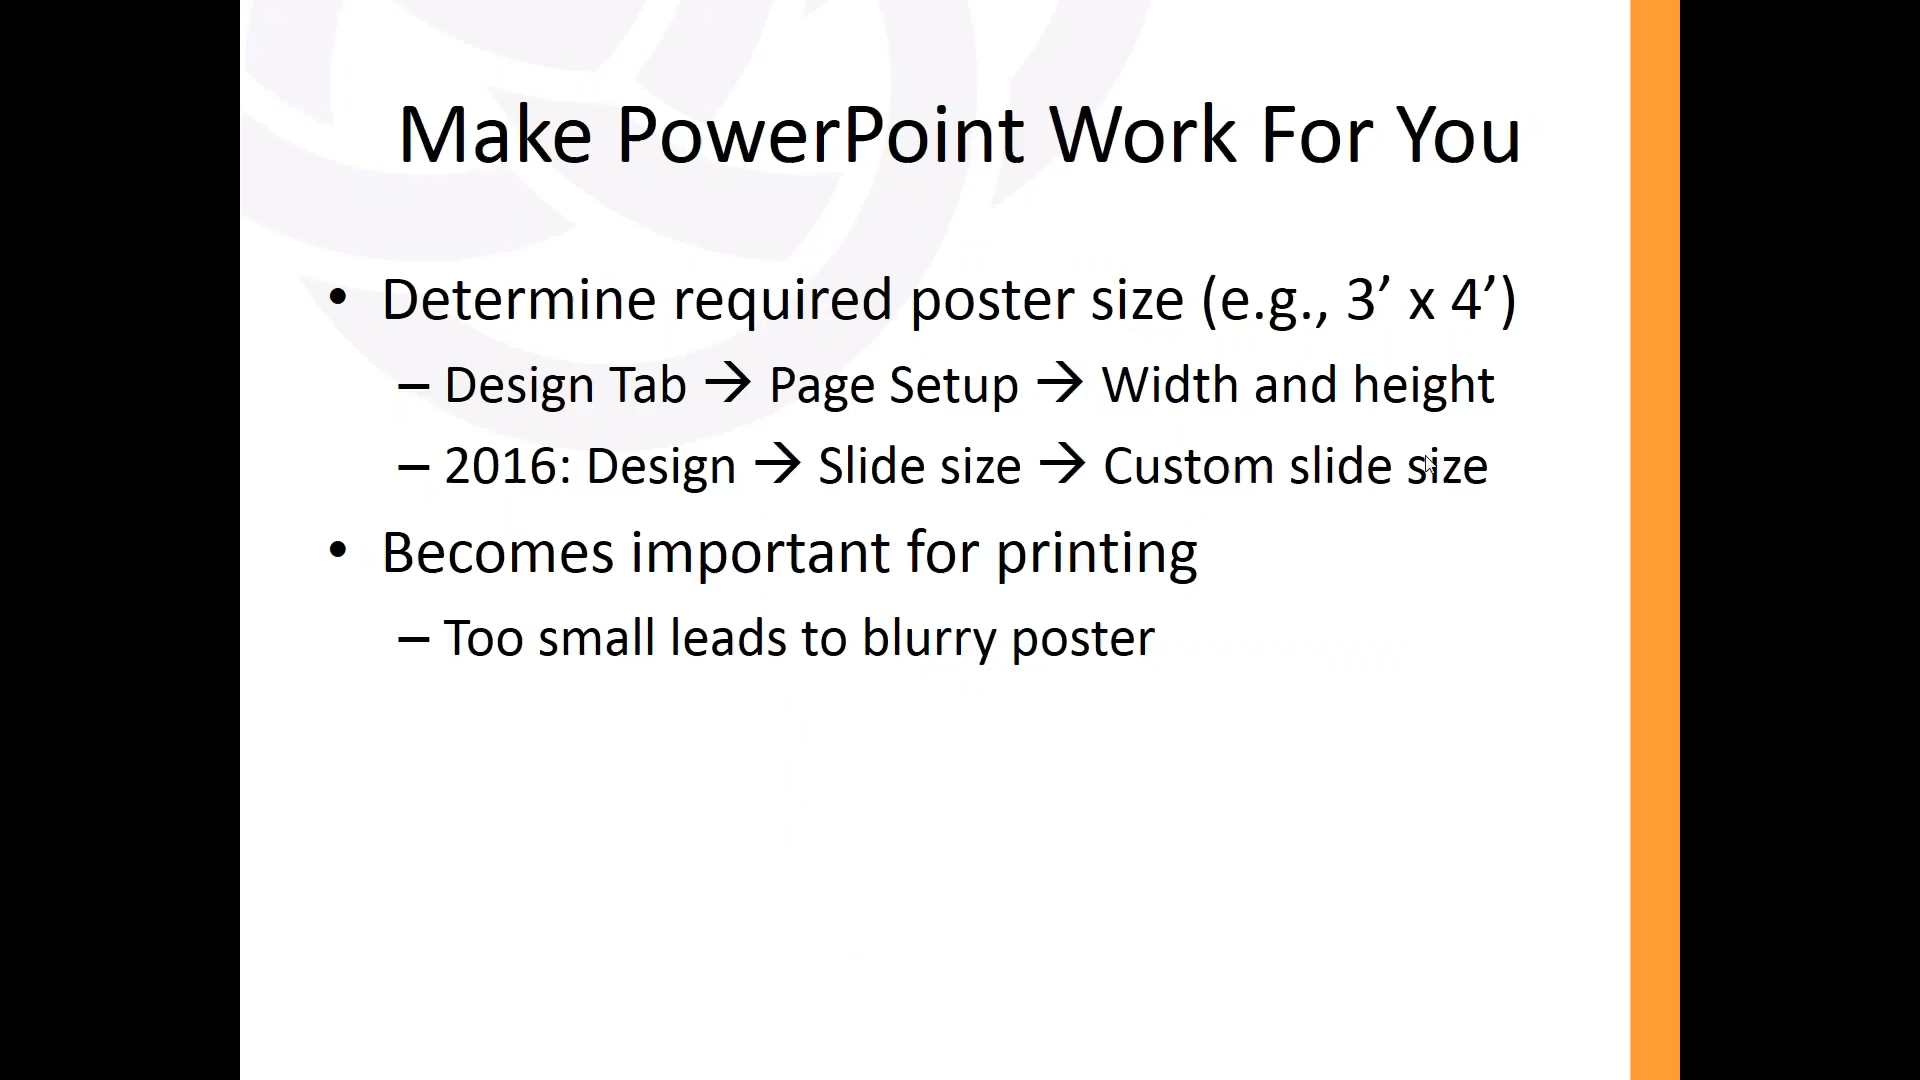 Make PowerPoint Work For You
• Determine required poster size (e.g., 3’ x 4’)
– Design Tab → Page Setup → Width and height
– 2016: Design → Slide size → Custom slide size
• Becomes important for printing
– Too small leads to blurry poster